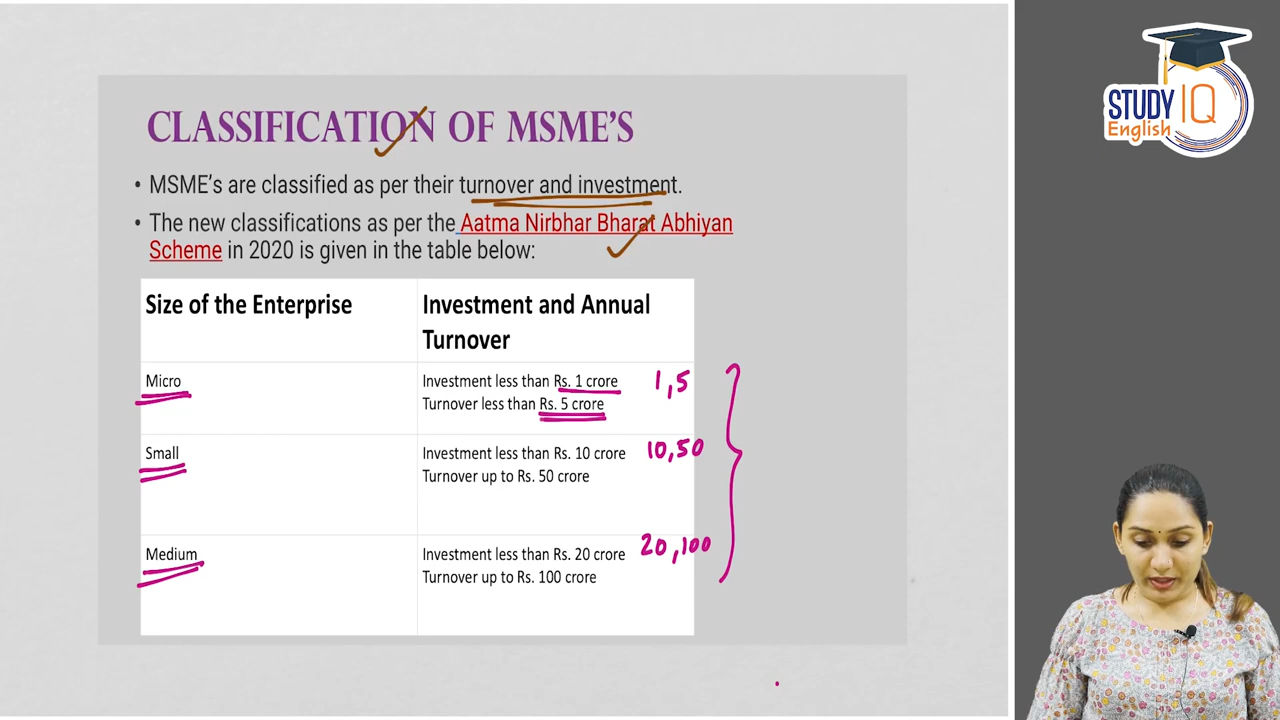 CLASSIFICATION OF MSME'S
• MSME's are classified as per their turnover and investment.
• The new classifications as per the Aatma Nirbhar Bharat Abhiyan
Scheme in 2020 is given in the table below:
Size of the Enterprise
Investment and Annual
Turnover
Micro
Investment less than Rs. 1 crore
Turnover less than Rs. 5 crore
1,5
Small
Investment less than Rs. 10 crore
Turnover up to Rs. 50 crore
10,50
Medium
Investment less than Rs. 20 crore
Turnover up to Rs. 100 crore
20,100
STUDY IQ
English